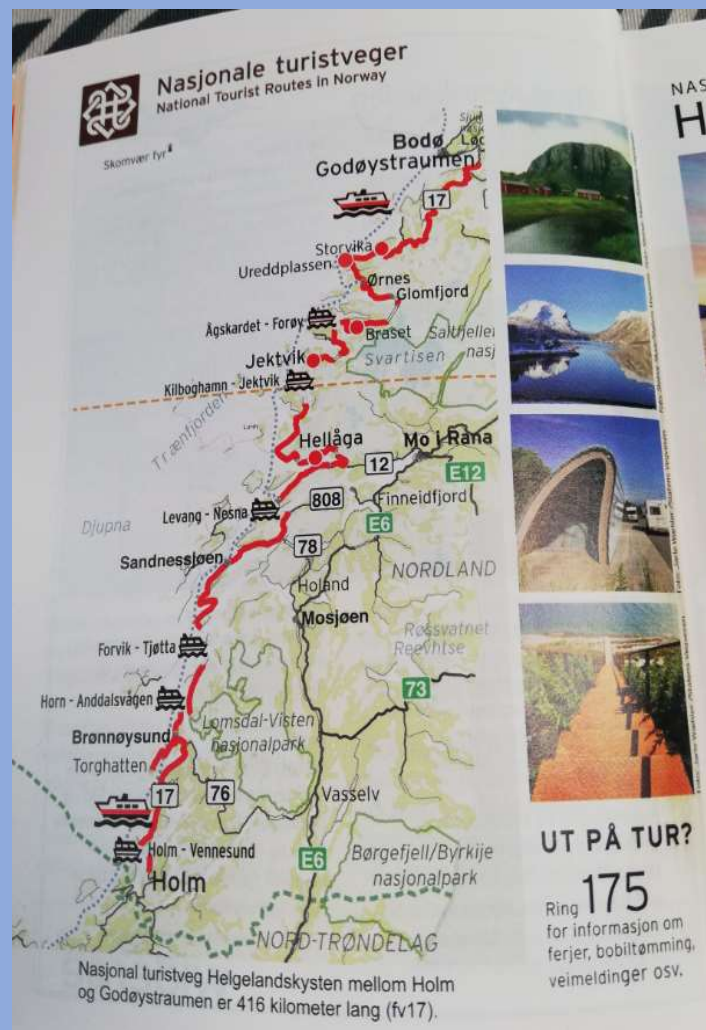 Nasjonale turistveger
National Tourist Routes in Norway
NAS
H
Skomvær fyr
Bodø
Godøystraumen
17
Storvika
Ureddplassen
Ørnes
Glomfjord
Ågskardet - Forøy
Braset
Saltfjellet
nasj
Svartisen
Jektvik
Kilboghamn - Jektvik
Trænfjorden
Hellåga
Mo i Rana
12
E12
Levang - Nesna
808
Finneidfjord
E6
Djupna
78
Sandnessjøen
NORDLAND
Holand
Mosjøen
Forvik - Tjøtta
Røssvatnet
Reevhtse
73
Horn - Anddalsvågen
Lomsdal-Visten
nasjonalpark
Brønnøysund
Torghatten
17
76
Vasselv
Holm - Vennesund
E6
Børgefjell/Byrkije
nasjonalpark
Holm
NORD-TRØNDELAG
Nasjonal turistveg Helgelandskysten mellom Holm
og Godøystraumen er 416 kilometer lang (fv17).
UT PÅ TUR?
Ring 175
for informasjon om
ferjer, bobiltømming,
veimeldinger osv.